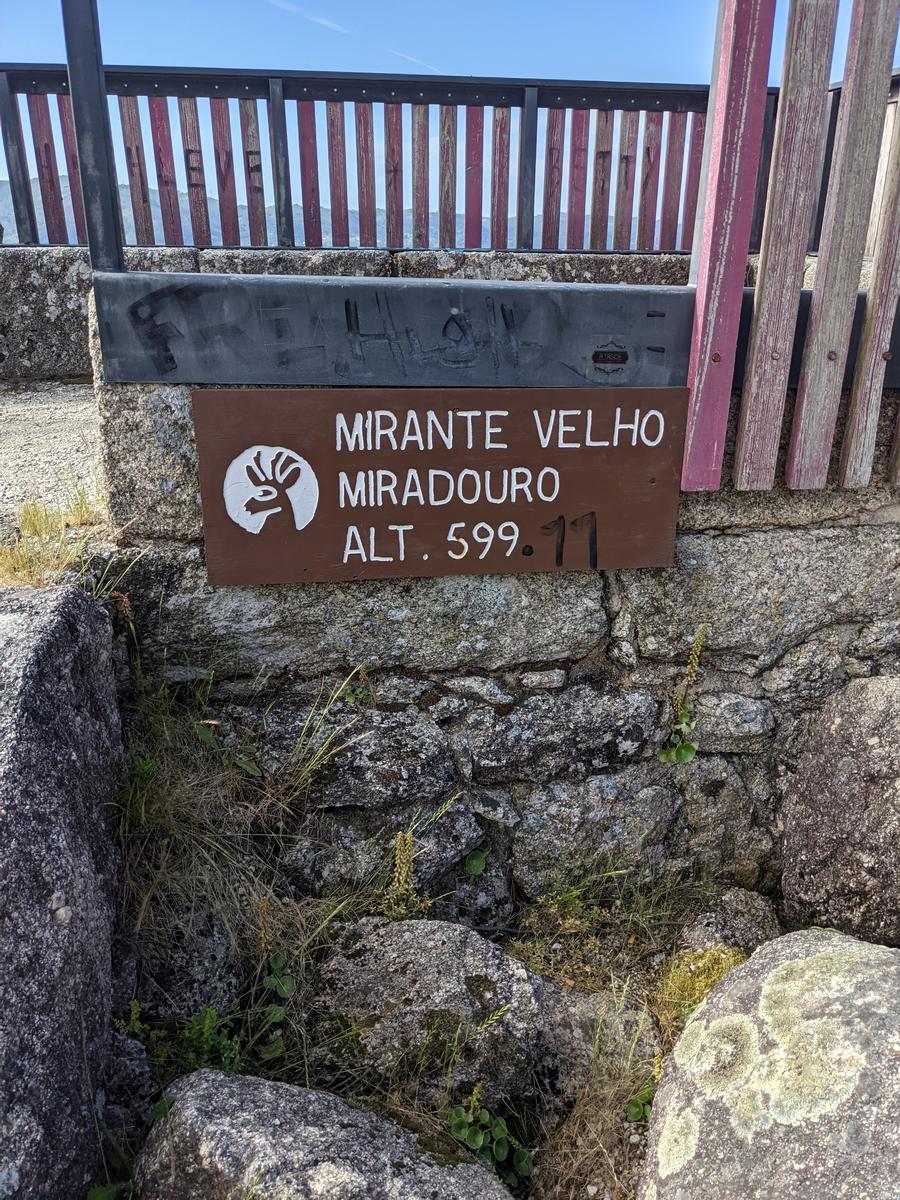 MIRANTE VELHO
MIRADOURO
ALT. 599.11